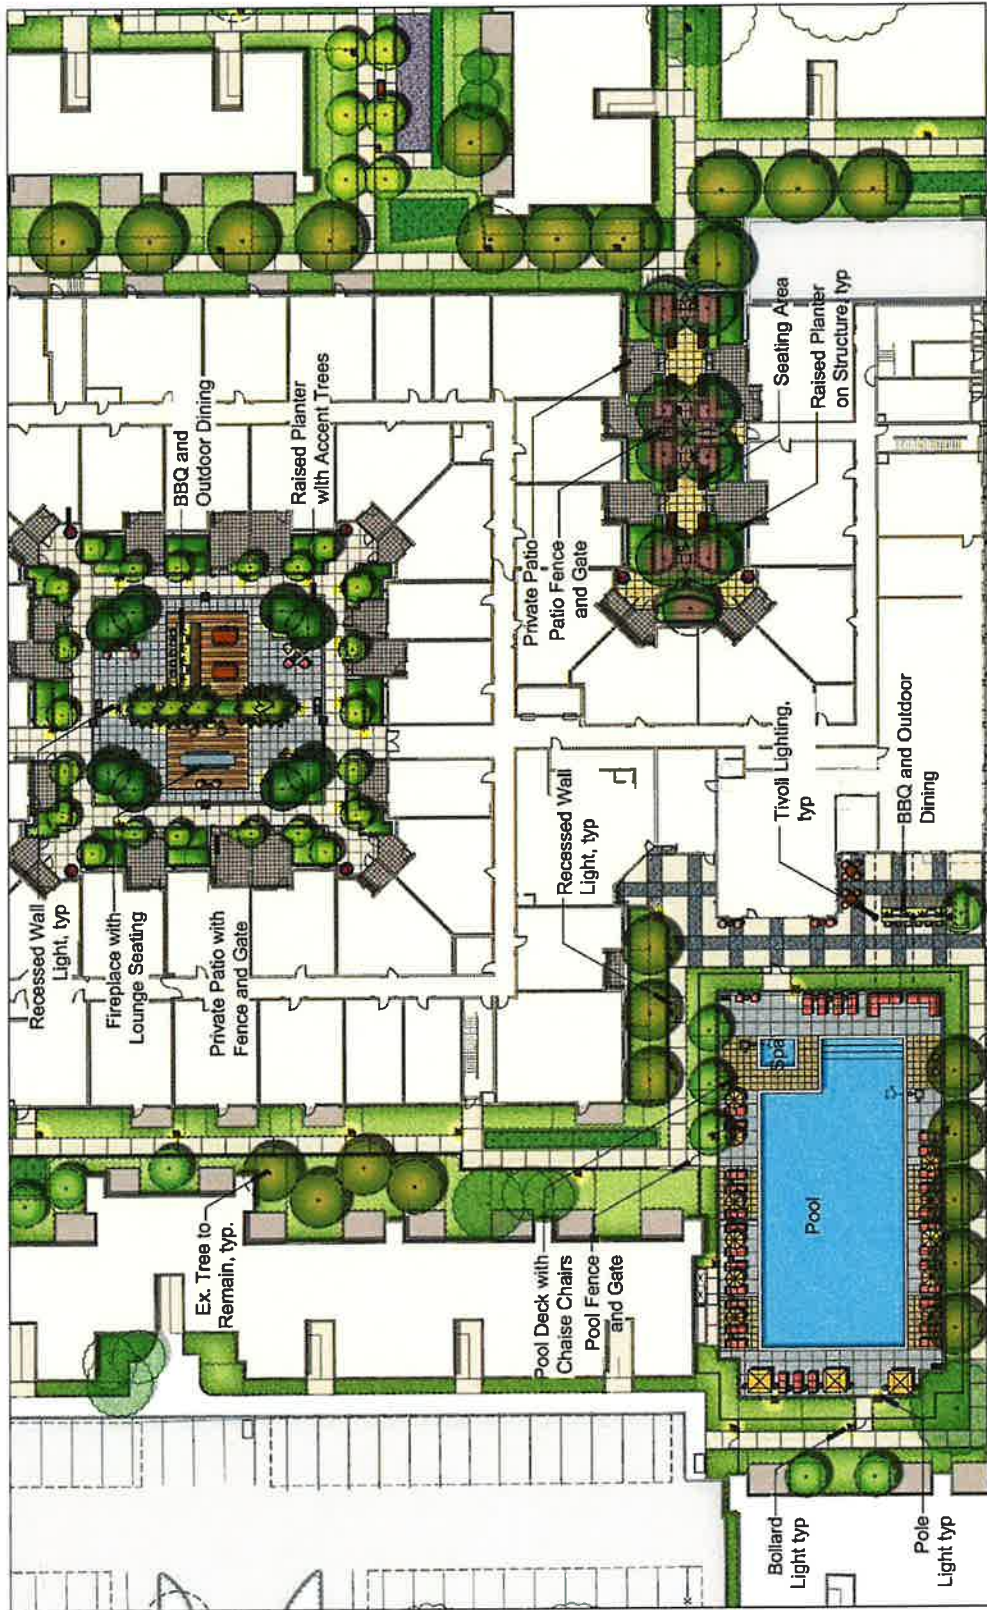 Recessed Wall
Light, typ
Fireplace with
Lounge Seating
Private Patio with
Fence and Gate
BBQ and
Outdoor Dining
Raised Planter
with Accent Trees
Ex. Tree to
Remain, typ.
Pool Deck with
Chaise Chairs
Pool Fence
and Gate
Recessed Wall
Light, typ
Private Patio
Patio Fence
and Gate
Seating Area
Raised Planter
on Structure, typ
Tivoli Lighting,
typ
BBQ and Outdoor
Dining
Spa
Pool
Bollard
Light typ
Pole
Light typ